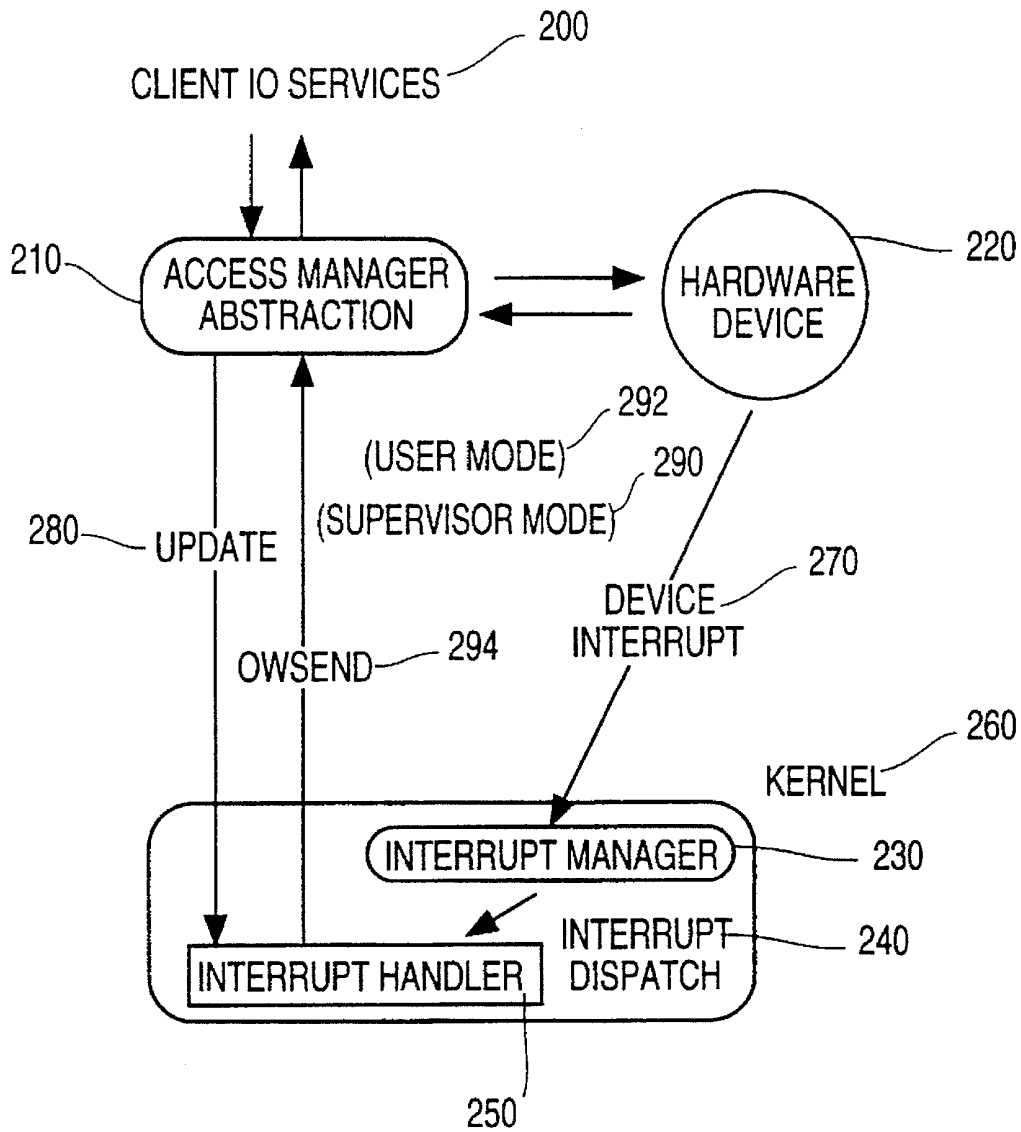 200
CLIENT IO SERVICES
210
ACCESS MANAGER
ABSTRACTION
220
HARDWARE
DEVICE
292
(USER MODE)
290
(SUPERVISOR MODE)
280
UPDATE
270
DEVICE
INTERRUPT
OWSEND
294
260
KERNEL
INTERRUPT MANAGER
230
INTERRUPT
DISPATCH
240
INTERRUPT HANDLER
250